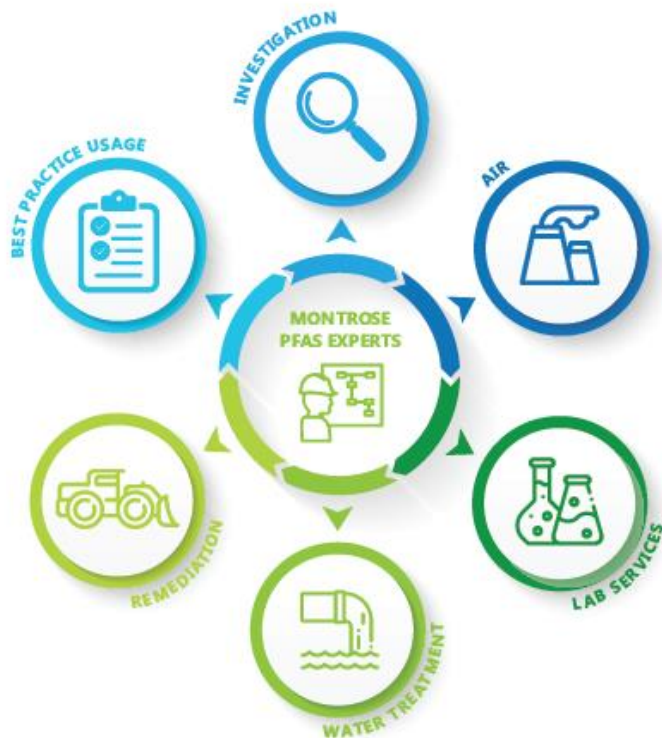 INVESTIGATION
AIR
LAB SERVICES
WATER TREATMENT
REMEDIATION
BEST PRACTICE USAGE
MONTROSE
PFAS EXPERTS